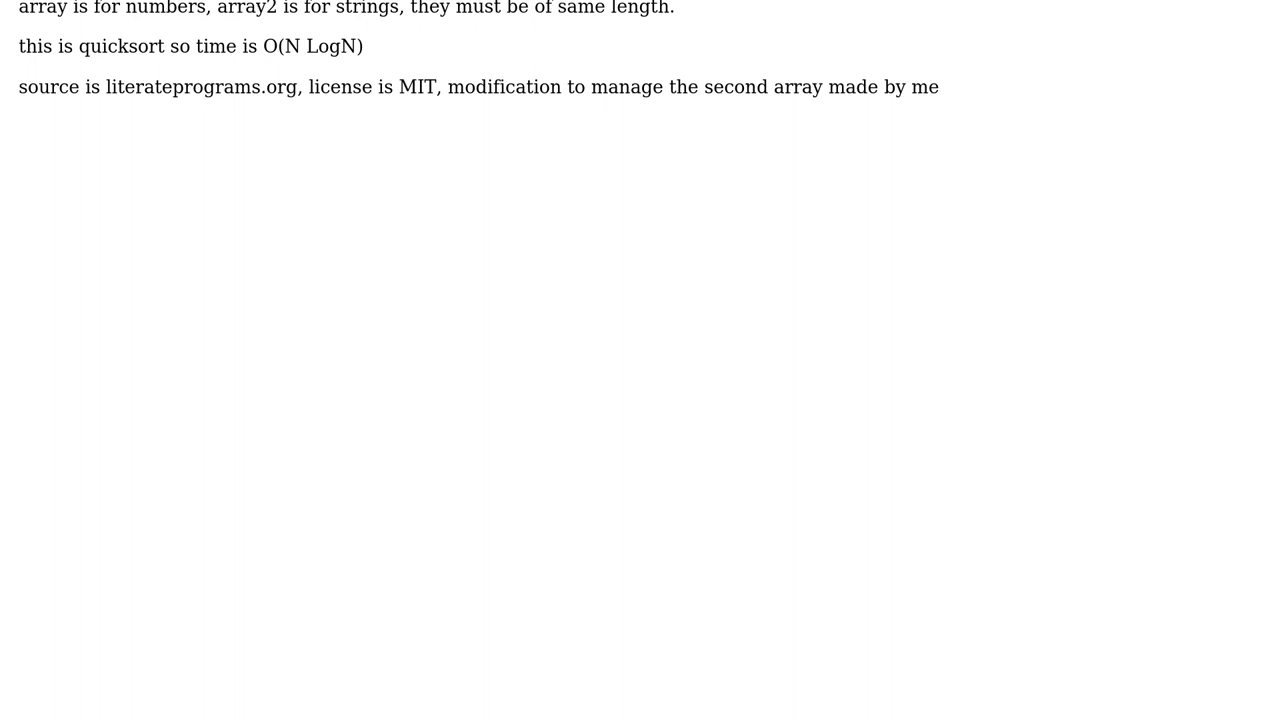 array is for numbers, array2 is for strings, they must be of same length.
this is quicksort so time is O(N LogN)
source is literateprograms.org, license is MIT, modification to manage the second array made by me